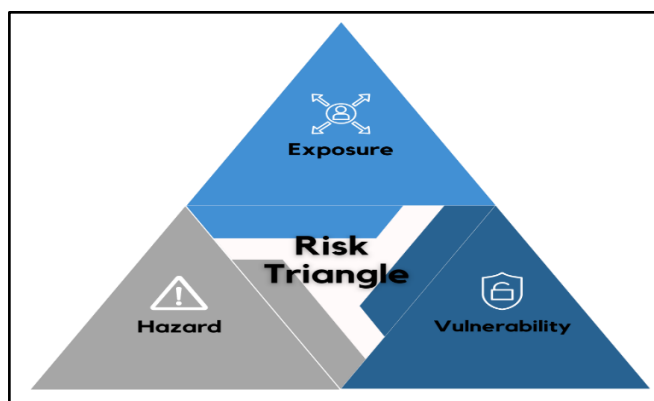 Exposure
Risk
Triangle
Hazard
Vulnerability